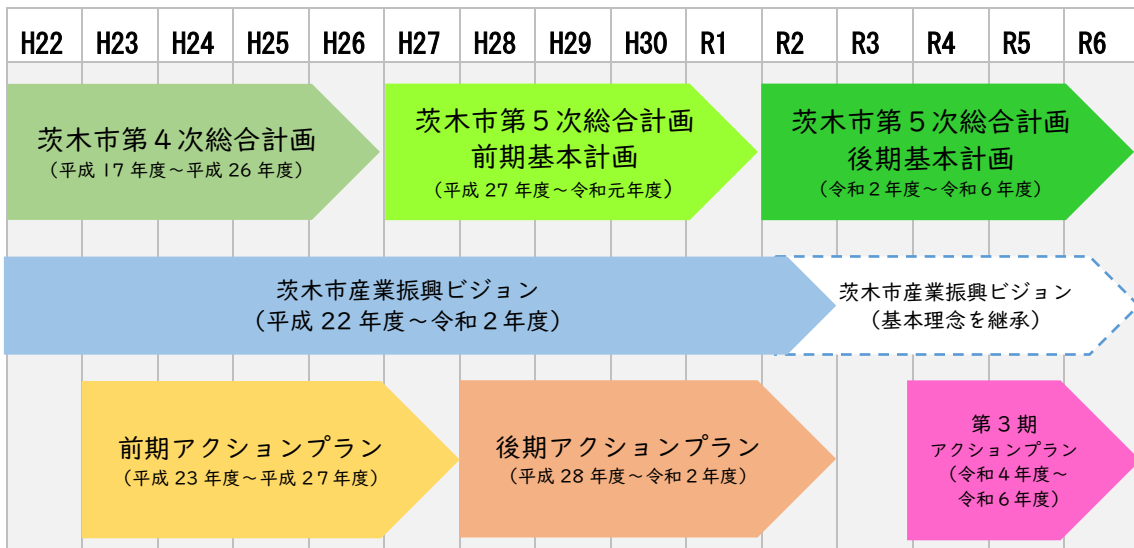 H22 H23 H24 H25 H26 H27 H28 H29 H30 R1 R2 R3 R4 R5 R6
茨木市第4次総合計画
(平成 17 年度～平成 26 年度)
茨木市第5次総合計画
前期基本計画
(平成 27 年度～令和元年度)
茨木市第5次総合計画
後期基本計画
(令和2年度～令和6年度)
茨木市産業振興ビジョン
(平成 22 年度～令和2年度)
茨木市産業振興ビジョン
(基本理念を継承)
前期アクションプラン
(平成 23 年度～平成 27 年度)
後期アクションプラン
(平成 28 年度～令和2年度)
第3期
アクションプラン
(令和4年度～
令和6年度)